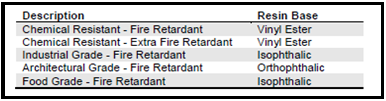 Description Resin Base
Chemical Resistant - Fire Retardant Vinyl Ester
Chemical Resistant - Extra Fire Retardant Vinyl Ester
Industrial Grade - Fire Retardant Isophthalic
Architectural Grade - Fire Retardant Orthophthalic
Food Grade - Fire Retardant Isophthalic